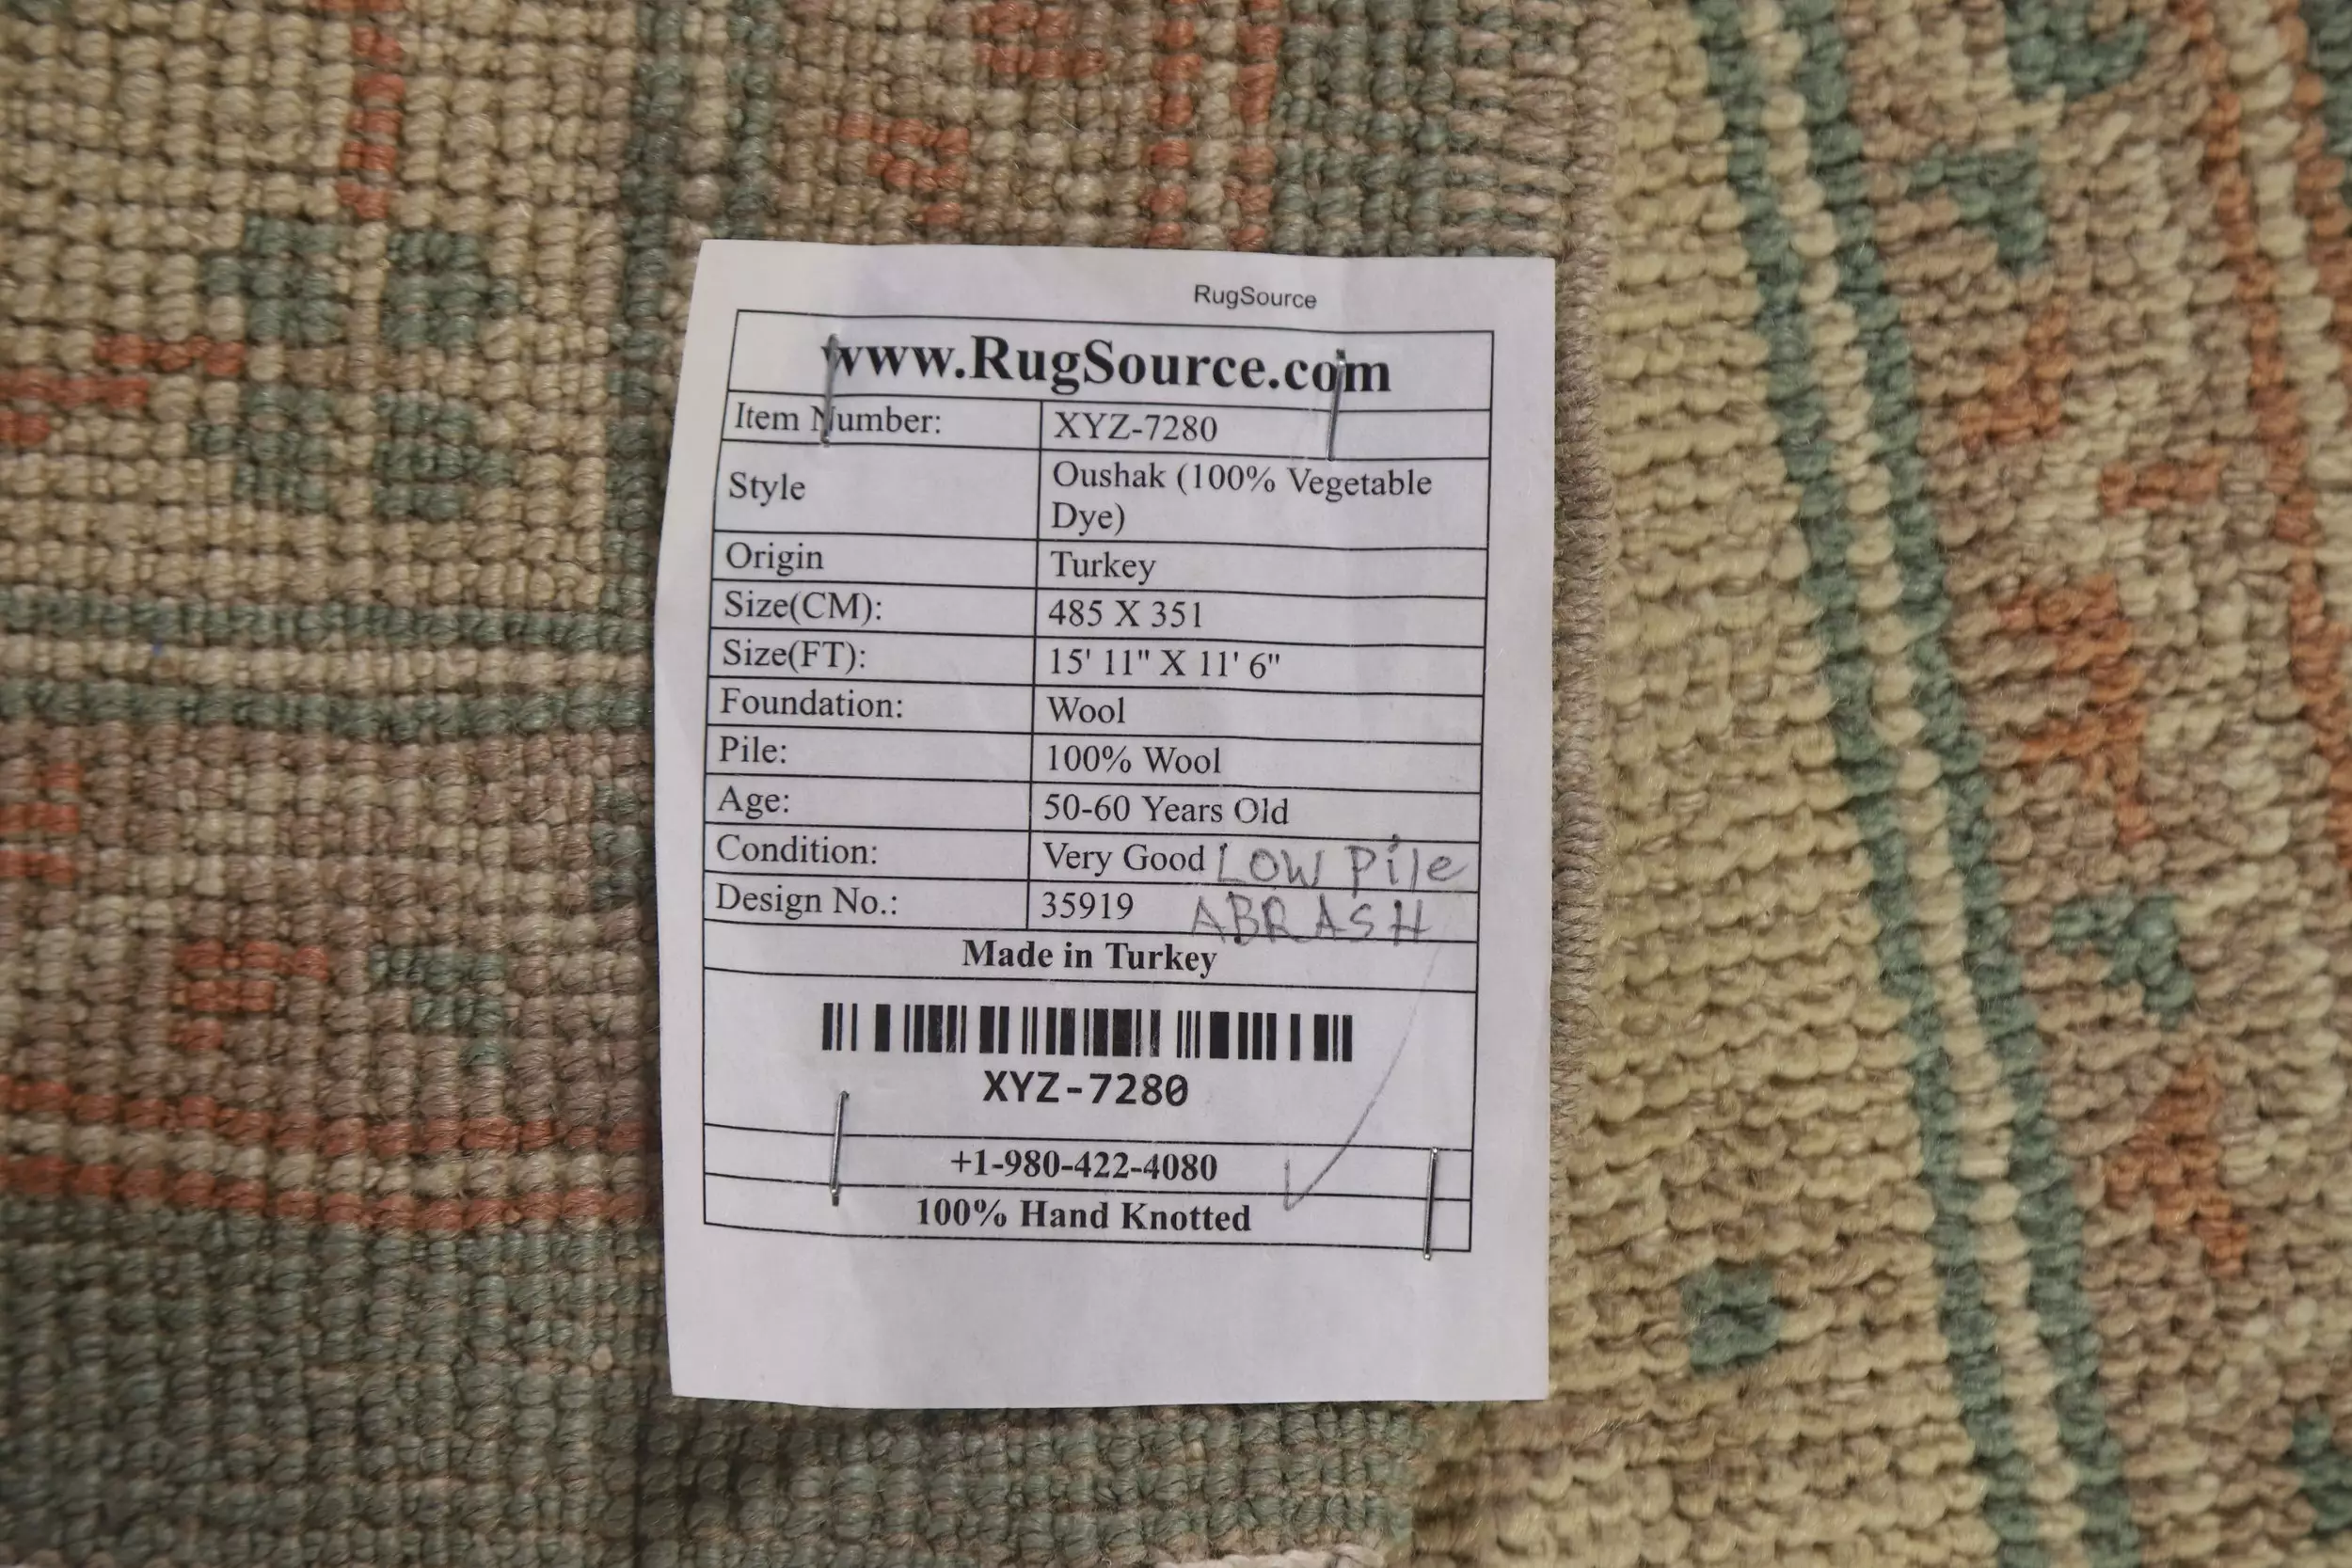 RugSource
www.RugSource.com
Item Number: XYZ-7280
Style Oushak (100% Vegetable
Dye)
Origin Turkey
Size(CM): 485 X 351
Size(FT): 15' 11" X 11' 6"
Foundation: Wool
Pile: 100% Wool
Age: 50-60 Years Old
Condition: Very Good LOW Pile
Design No.: 35919 ABRASH
Made in Turkey
XYZ-7280
+1-980-422-4080
100% Hand Knotted